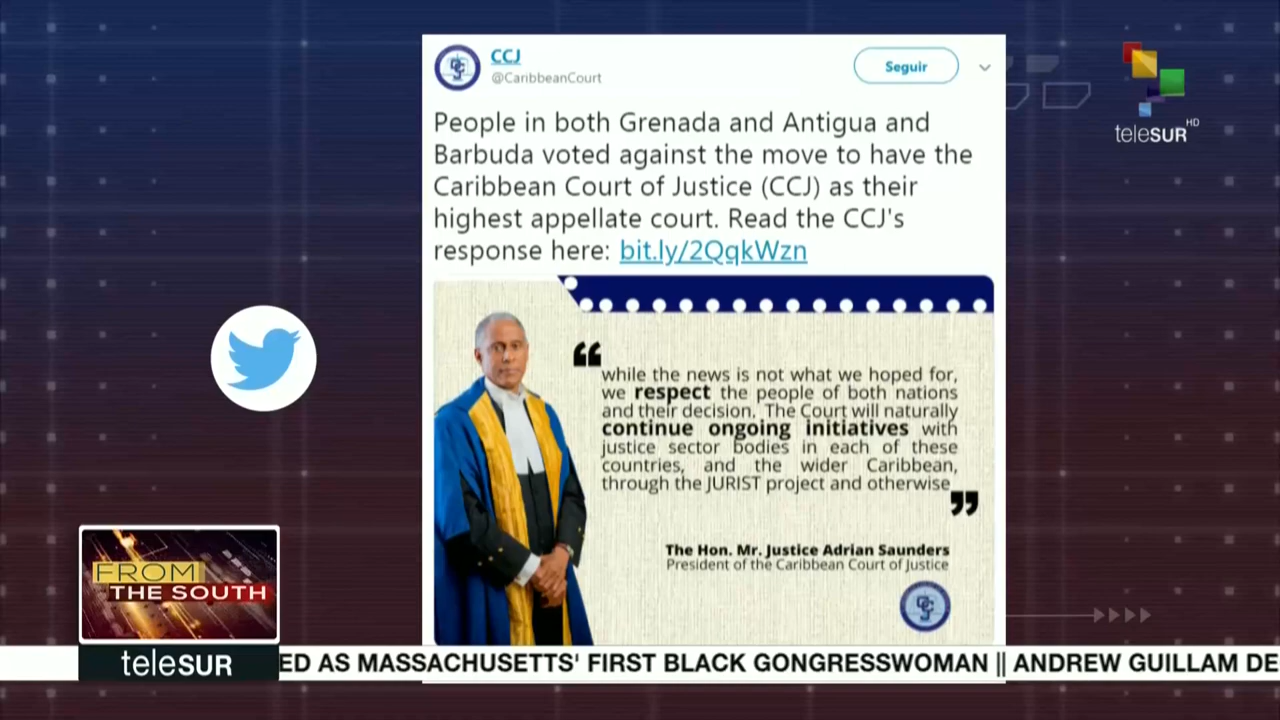 CCJ
@CaribbeanCourt
Seguir
People in both Grenada and Antigua and
Barbuda voted against the move to have the
Caribbean Court of Justice (CCJ) as their
highest appellate court. Read the CCJ's
response here: bit.ly/2QqkWzn
“
while the news is not what we hoped for,
we respect the people of both nations
and their decision. The Court will naturally
continue ongoing initiatives with
justice sector bodies in each of these
countries, and the wider Caribbean,
through the JURIST project and otherwise
”
The Hon. Mr. Justice Adrian Saunders
President of the Caribbean Court of Justice
teleSUR HD
FROM
THE SOUTH
teleSUR
ED AS MASSACHUSETTS' FIRST BLACK GONGRESSWOMAN || ANDREW GUILLAM DE